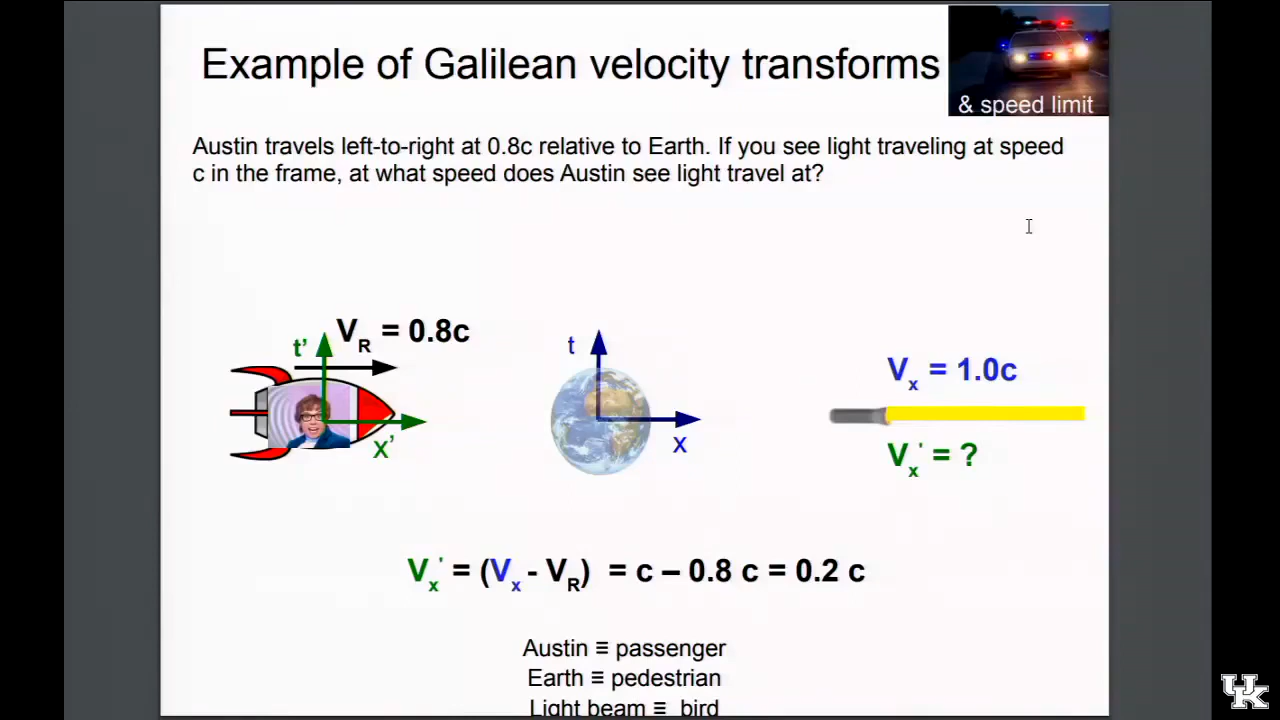 Example of Galilean velocity transforms
& speed limit
Austin travels left-to-right at 0.8c relative to Earth. If you see light traveling at speed
c in the frame, at what speed does Austin see light travel at?
t’
VR = 0.8c
x’
t
x
Vx = 1.0c
Vx' = ?
Vx' = (Vx - VR) = c – 0.8 c = 0.2 c
Austin ≡ passenger
Earth ≡ pedestrian
Light beam ≡ bird
UK